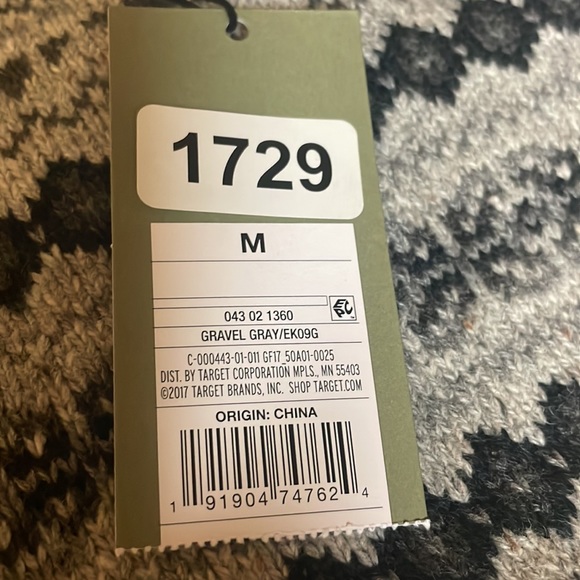 1729
M
043 02 1360
GRAVEL GRAY/EK09G
C-000443-01-011 GF17_50A01-0025
DIST. BY TARGET CORPORATION MPLS., MN 55403
©2017 TARGET BRANDS, INC. SHOP TARGET.COM
ORIGIN: CHINA
1 91904 74762 4